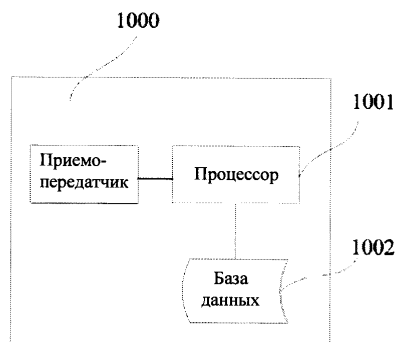 1000
1001
Приемо-
передатчик
Процессор
1002
База
данных